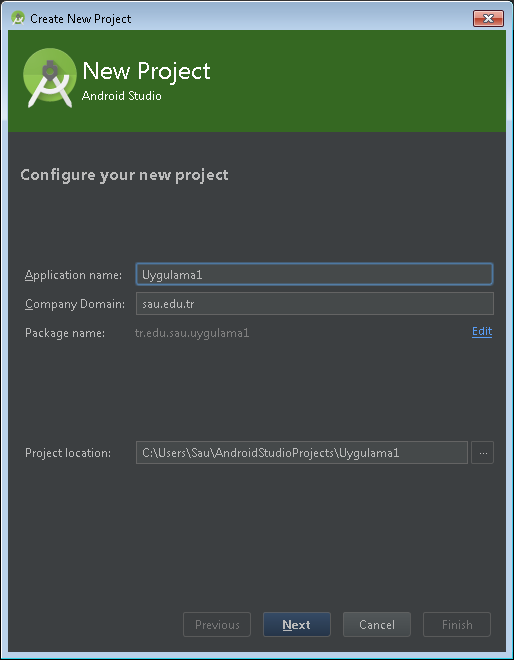 Create New Project
New Project
Android Studio
Configure your new project
Application name: Uygulama1
Company Domain: sau.edu.tr
Package name: tr.edu.sau.uygulama1 Edit
Project location: C:\Users\Sau\AndroidStudioProjects\Uygulama1 ...
Previous Next Cancel Finish